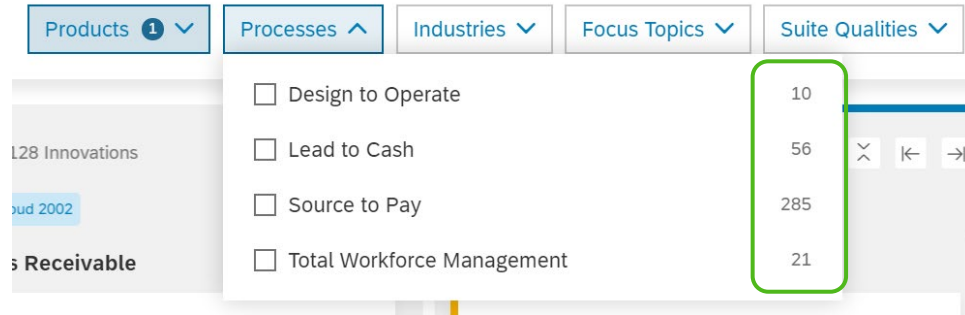 Products 1 Processes Industries Focus Topics Suite Qualities
Design to Operate 10
128 Innovations Lead to Cash 56
2002 Source to Pay 285
Receivable Total Workforce Management 21